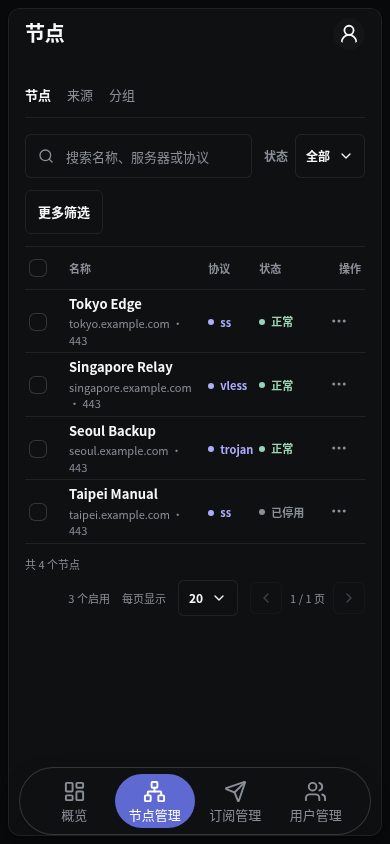 节点
节点 来源 分组
搜索名称、服务器或协议 状态 全部
更多筛选
名称 协议 状态 操作
Tokyo Edge
tokyo.example.com ·
443
ss 正常 ···
Singapore Relay
singapore.example.com
· 443
vless 正常 ···
Seoul Backup
seoul.example.com ·
443
trojan 正常 ···
Taipei Manual
taipei.example.com ·
443
ss 已停用 ···
共 4 个节点
3 个启用 每页显示 20 1 / 1 页
概览 节点管理 订阅管理 用户管理